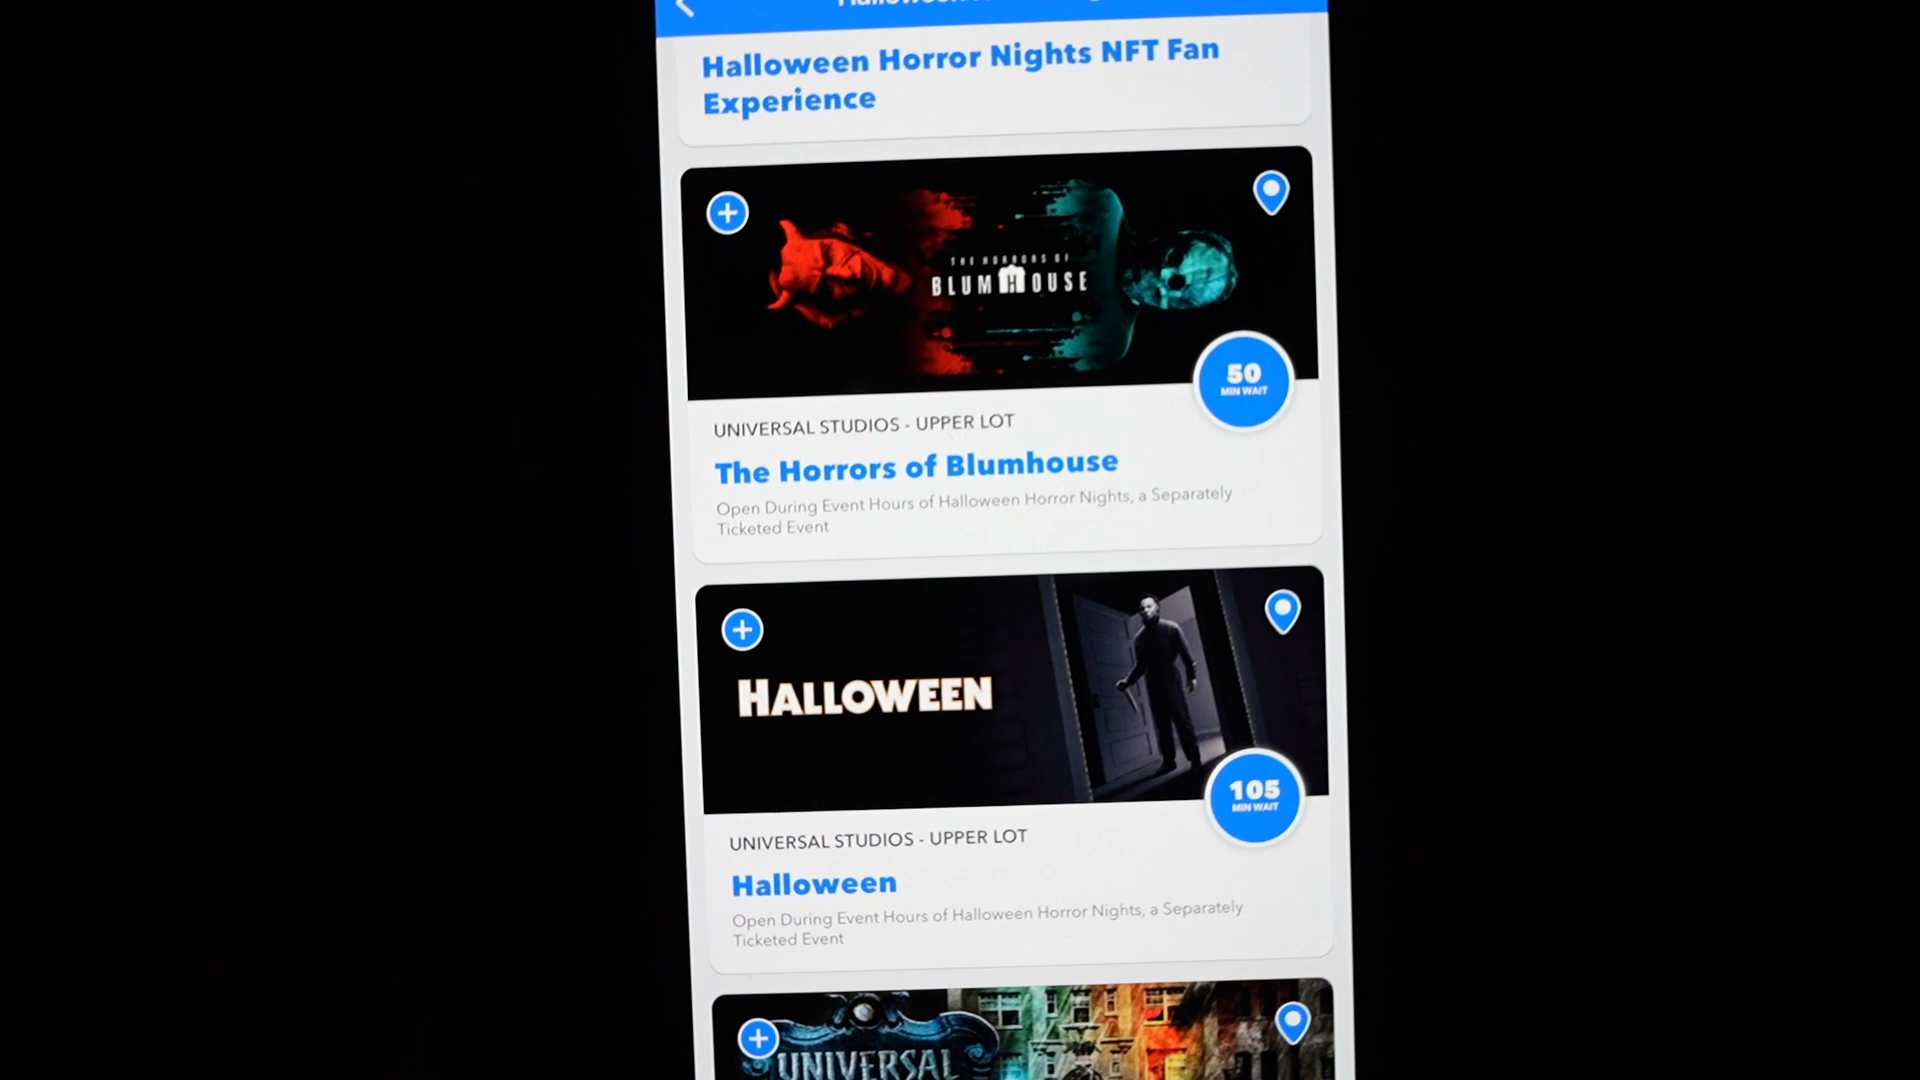 Halloween Horror Nights NFT Fan
Experience
THE HORRORS OF
BLUMHOUSE
50
MIN WAIT
UNIVERSAL STUDIOS - UPPER LOT
The Horrors of Blumhouse
Open During Event Hours of Halloween Horror Nights, a Separately
Ticketed Event
HALLOWEEN
105
MIN WAIT
UNIVERSAL STUDIOS - UPPER LOT
Halloween
Open During Event Hours of Halloween Horror Nights, a Separately
Ticketed Event
UNIVERSAL